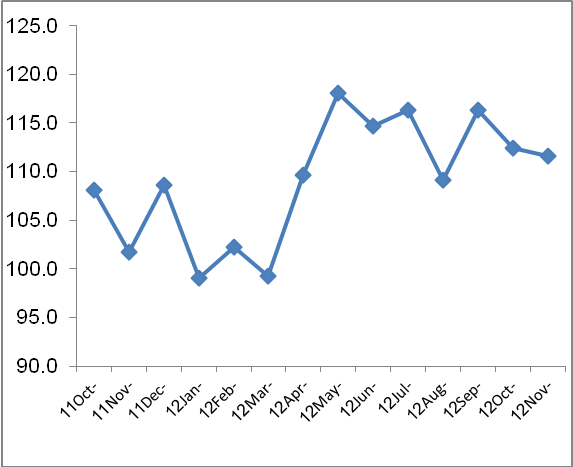 125.0
120.0
115.0
110.0
105.0
100.0
95.0
90.0
11Oct-
11Nov-
11Dec-
12Jan-
12Feb-
12Mar-
12Apr-
12May-
12Jun-
12Jul-
12Aug-
12Sep-
12Oct-
12Nov-